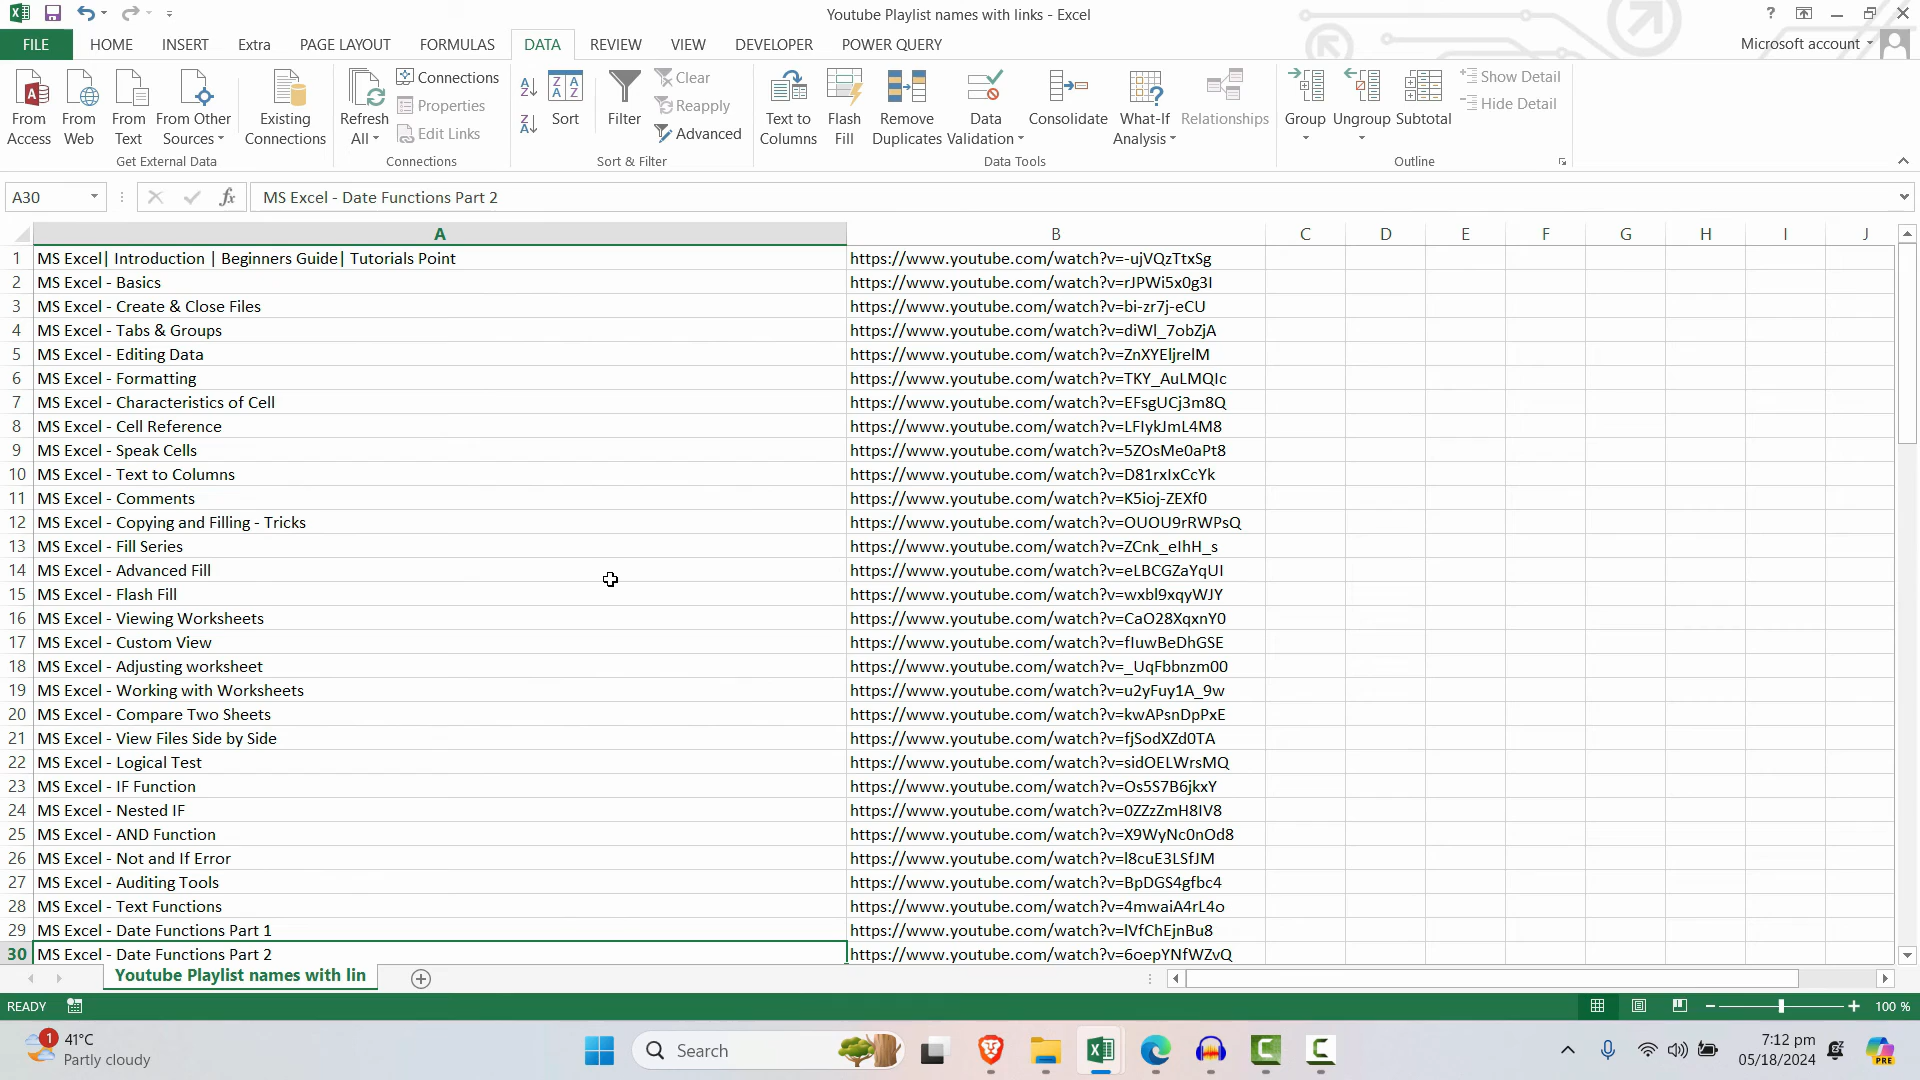 Youtube Playlist names with links - Excel
FILE HOME INSERT Extra PAGE LAYOUT FORMULAS DATA REVIEW VIEW DEVELOPER POWER QUERY Microsoft account
From Access From Web From Text From Other Sources Existing Connections Get External Data
Refresh All Connections Properties Edit Links Connections
Sort Filter Clear Reapply Advanced Sort & Filter
Text to Columns Flash Fill Remove Duplicates Data Validation Consolidate What-If Analysis Relationships Data Tools
Group Ungroup Subtotal Show Detail Hide Detail Outline
A30 fx MS Excel - Date Functions Part 2
A B C D E F G H I J
1 MS Excel| Introduction | Beginners Guide| Tutorials Point https://www.youtube.com/watch?v=-ujVQzTtxSg
2 MS Excel - Basics https://www.youtube.com/watch?v=rJPWi5x0g3I
3 MS Excel - Create & Close Files https://www.youtube.com/watch?v=bi-zr7j-eCU
4 MS Excel - Tabs & Groups https://www.youtube.com/watch?v=diWl_7obZjA
5 MS Excel - Editing Data https://www.youtube.com/watch?v=ZnXYEljrelM
6 MS Excel - Formatting https://www.youtube.com/watch?v=TKY_AuLMQIc
7 MS Excel - Characteristics of Cell https://www.youtube.com/watch?v=EFsgUCj3m8Q
8 MS Excel - Cell Reference https://www.youtube.com/watch?v=LFIykJmL4M8
9 MS Excel - Speak Cells https://www.youtube.com/watch?v=5ZOsMe0aPt8
10 MS Excel - Text to Columns https://www.youtube.com/watch?v=D81rxIxCcYk
11 MS Excel - Comments https://www.youtube.com/watch?v=K5ioj-ZEXf0
12 MS Excel - Copying and Filling - Tricks https://www.youtube.com/watch?v=OUOU9rRWPsQ
13 MS Excel - Fill Series https://www.youtube.com/watch?v=ZCnk_eIhH_s
14 MS Excel - Advanced Fill https://www.youtube.com/watch?v=eLBCGZaYqUI
15 MS Excel - Flash Fill https://www.youtube.com/watch?v=wxbl9xqyWJY
16 MS Excel - Viewing Worksheets https://www.youtube.com/watch?v=CaO28XqxnY0
17 MS Excel - Custom View https://www.youtube.com/watch?v=fIuwBeDhGSE
18 MS Excel - Adjusting worksheet https://www.youtube.com/watch?v=_UqFbbnzm00
19 MS Excel - Working with Worksheets https://www.youtube.com/watch?v=u2yFuy1A_9w
20 MS Excel - Compare Two Sheets https://www.youtube.com/watch?v=kwAPsnDpPxE
21 MS Excel - View Files Side by Side https://www.youtube.com/watch?v=fjSodXZd0TA
22 MS Excel - Logical Test https://www.youtube.com/watch?v=sidOELWrsMQ
23 MS Excel - IF Function https://www.youtube.com/watch?v=Os5S7B6jkxY
24 MS Excel - Nested IF https://www.youtube.com/watch?v=0ZZzZmH8IV8
25 MS Excel - AND Function https://www.youtube.com/watch?v=X9WyNc0nOd8
26 MS Excel - Not and If Error https://www.youtube.com/watch?v=l8cuE3LSfJM
27 MS Excel - Auditing Tools https://www.youtube.com/watch?v=BpDGS4gfbc4
28 MS Excel - Text Functions https://www.youtube.com/watch?v=4mwaiA4rL4o
29 MS Excel - Date Functions Part 1 https://www.youtube.com/watch?v=lVfChEjnBu8
30 MS Excel - Date Functions Part 2 https://www.youtube.com/watch?v=6oepYNfWZvQ
Youtube Playlist names with lin
READY 100 %
1 41°C
Partly cloudy
Search
7:12 pm
05/18/2024
PRE